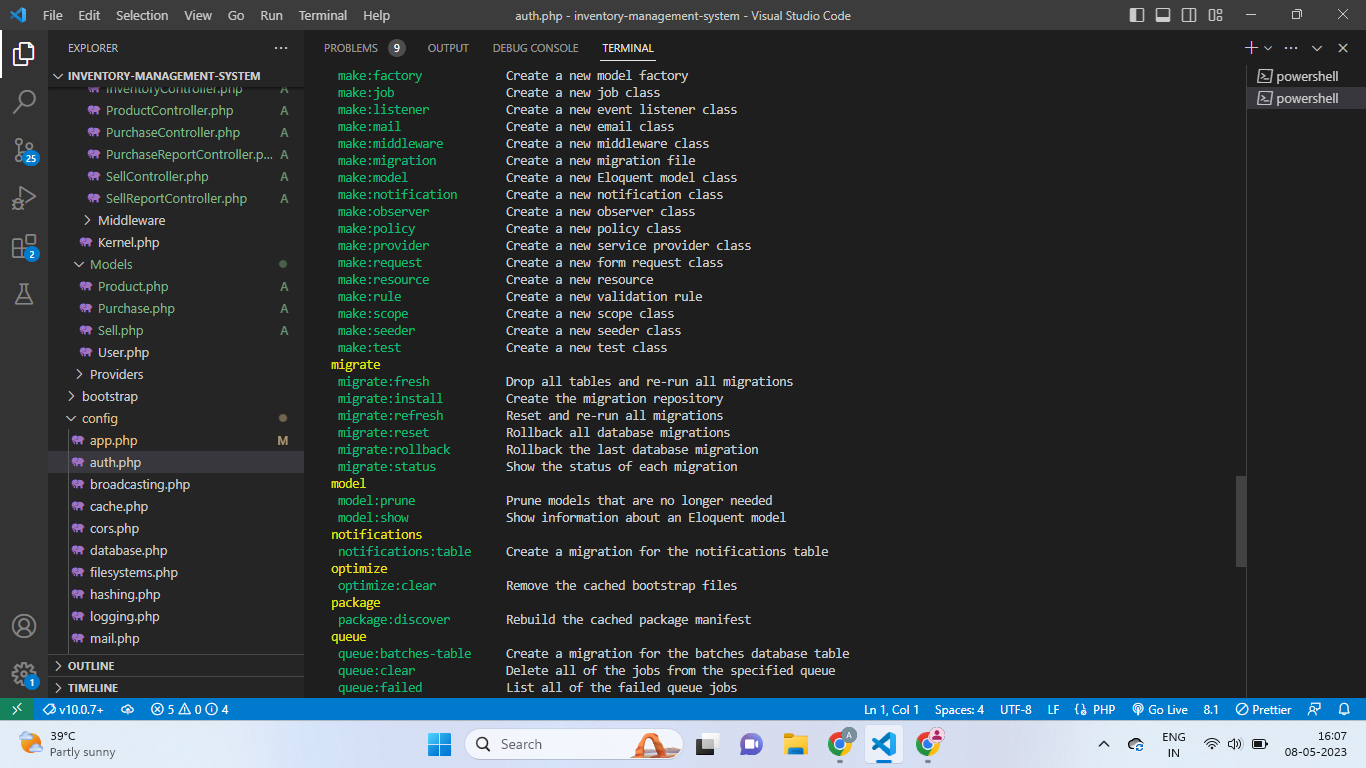 File Edit Selection View Go Run Terminal Help
auth.php - inventory-management-system - Visual Studio Code
EXPLORER
INVENTORY-MANAGEMENT-SYSTEM
InventoryController.php A
ProductController.php A
PurchaseController.php A
PurchaseReportController.p... A
SellController.php A
SellReportController.php A
Middleware
Kernel.php
Models
Product.php A
Purchase.php A
Sell.php A
User.php
Providers
bootstrap
config
app.php M
auth.php
broadcasting.php
cache.php
cors.php
database.php
filesystems.php
hashing.php
logging.php
mail.php
OUTLINE
TIMELINE
25
2
1
PROBLEMS 9 OUTPUT DEBUG CONSOLE TERMINAL
make:factory Create a new model factory
make:job Create a new job class
make:listener Create a new event listener class
make:mail Create a new email class
make:middleware Create a new middleware class
make:migration Create a new migration file
make:model Create a new Eloquent model class
make:notification Create a new notification class
make:observer Create a new observer class
make:policy Create a new policy class
make:provider Create a new service provider class
make:request Create a new form request class
make:resource Create a new resource
make:rule Create a new validation rule
make:scope Create a new scope class
make:seeder Create a new seeder class
make:test Create a new test class
migrate
migrate:fresh Drop all tables and re-run all migrations
migrate:install Create the migration repository
migrate:refresh Reset and re-run all migrations
migrate:reset Rollback all database migrations
migrate:rollback Rollback the last database migration
migrate:status Show the status of each migration
model
model:prune Prune models that are no longer needed
model:show Show information about an Eloquent model
notifications
notifications:table Create a migration for the notifications table
optimize
optimize:clear Remove the cached bootstrap files
package
package:discover Rebuild the cached package manifest
queue
queue:batches-table Create a migration for the batches database table
queue:clear Delete all of the jobs from the specified queue
queue:failed List all of the failed queue jobs
powershell
powershell
v10.0.7+ 5 0 4 Ln 1, Col 1 Spaces: 4 UTF-8 LF PHP Go Live 8.1 Prettier
39°C
Partly sunny
Search
A
ENG
IN
16:07
08-05-2023